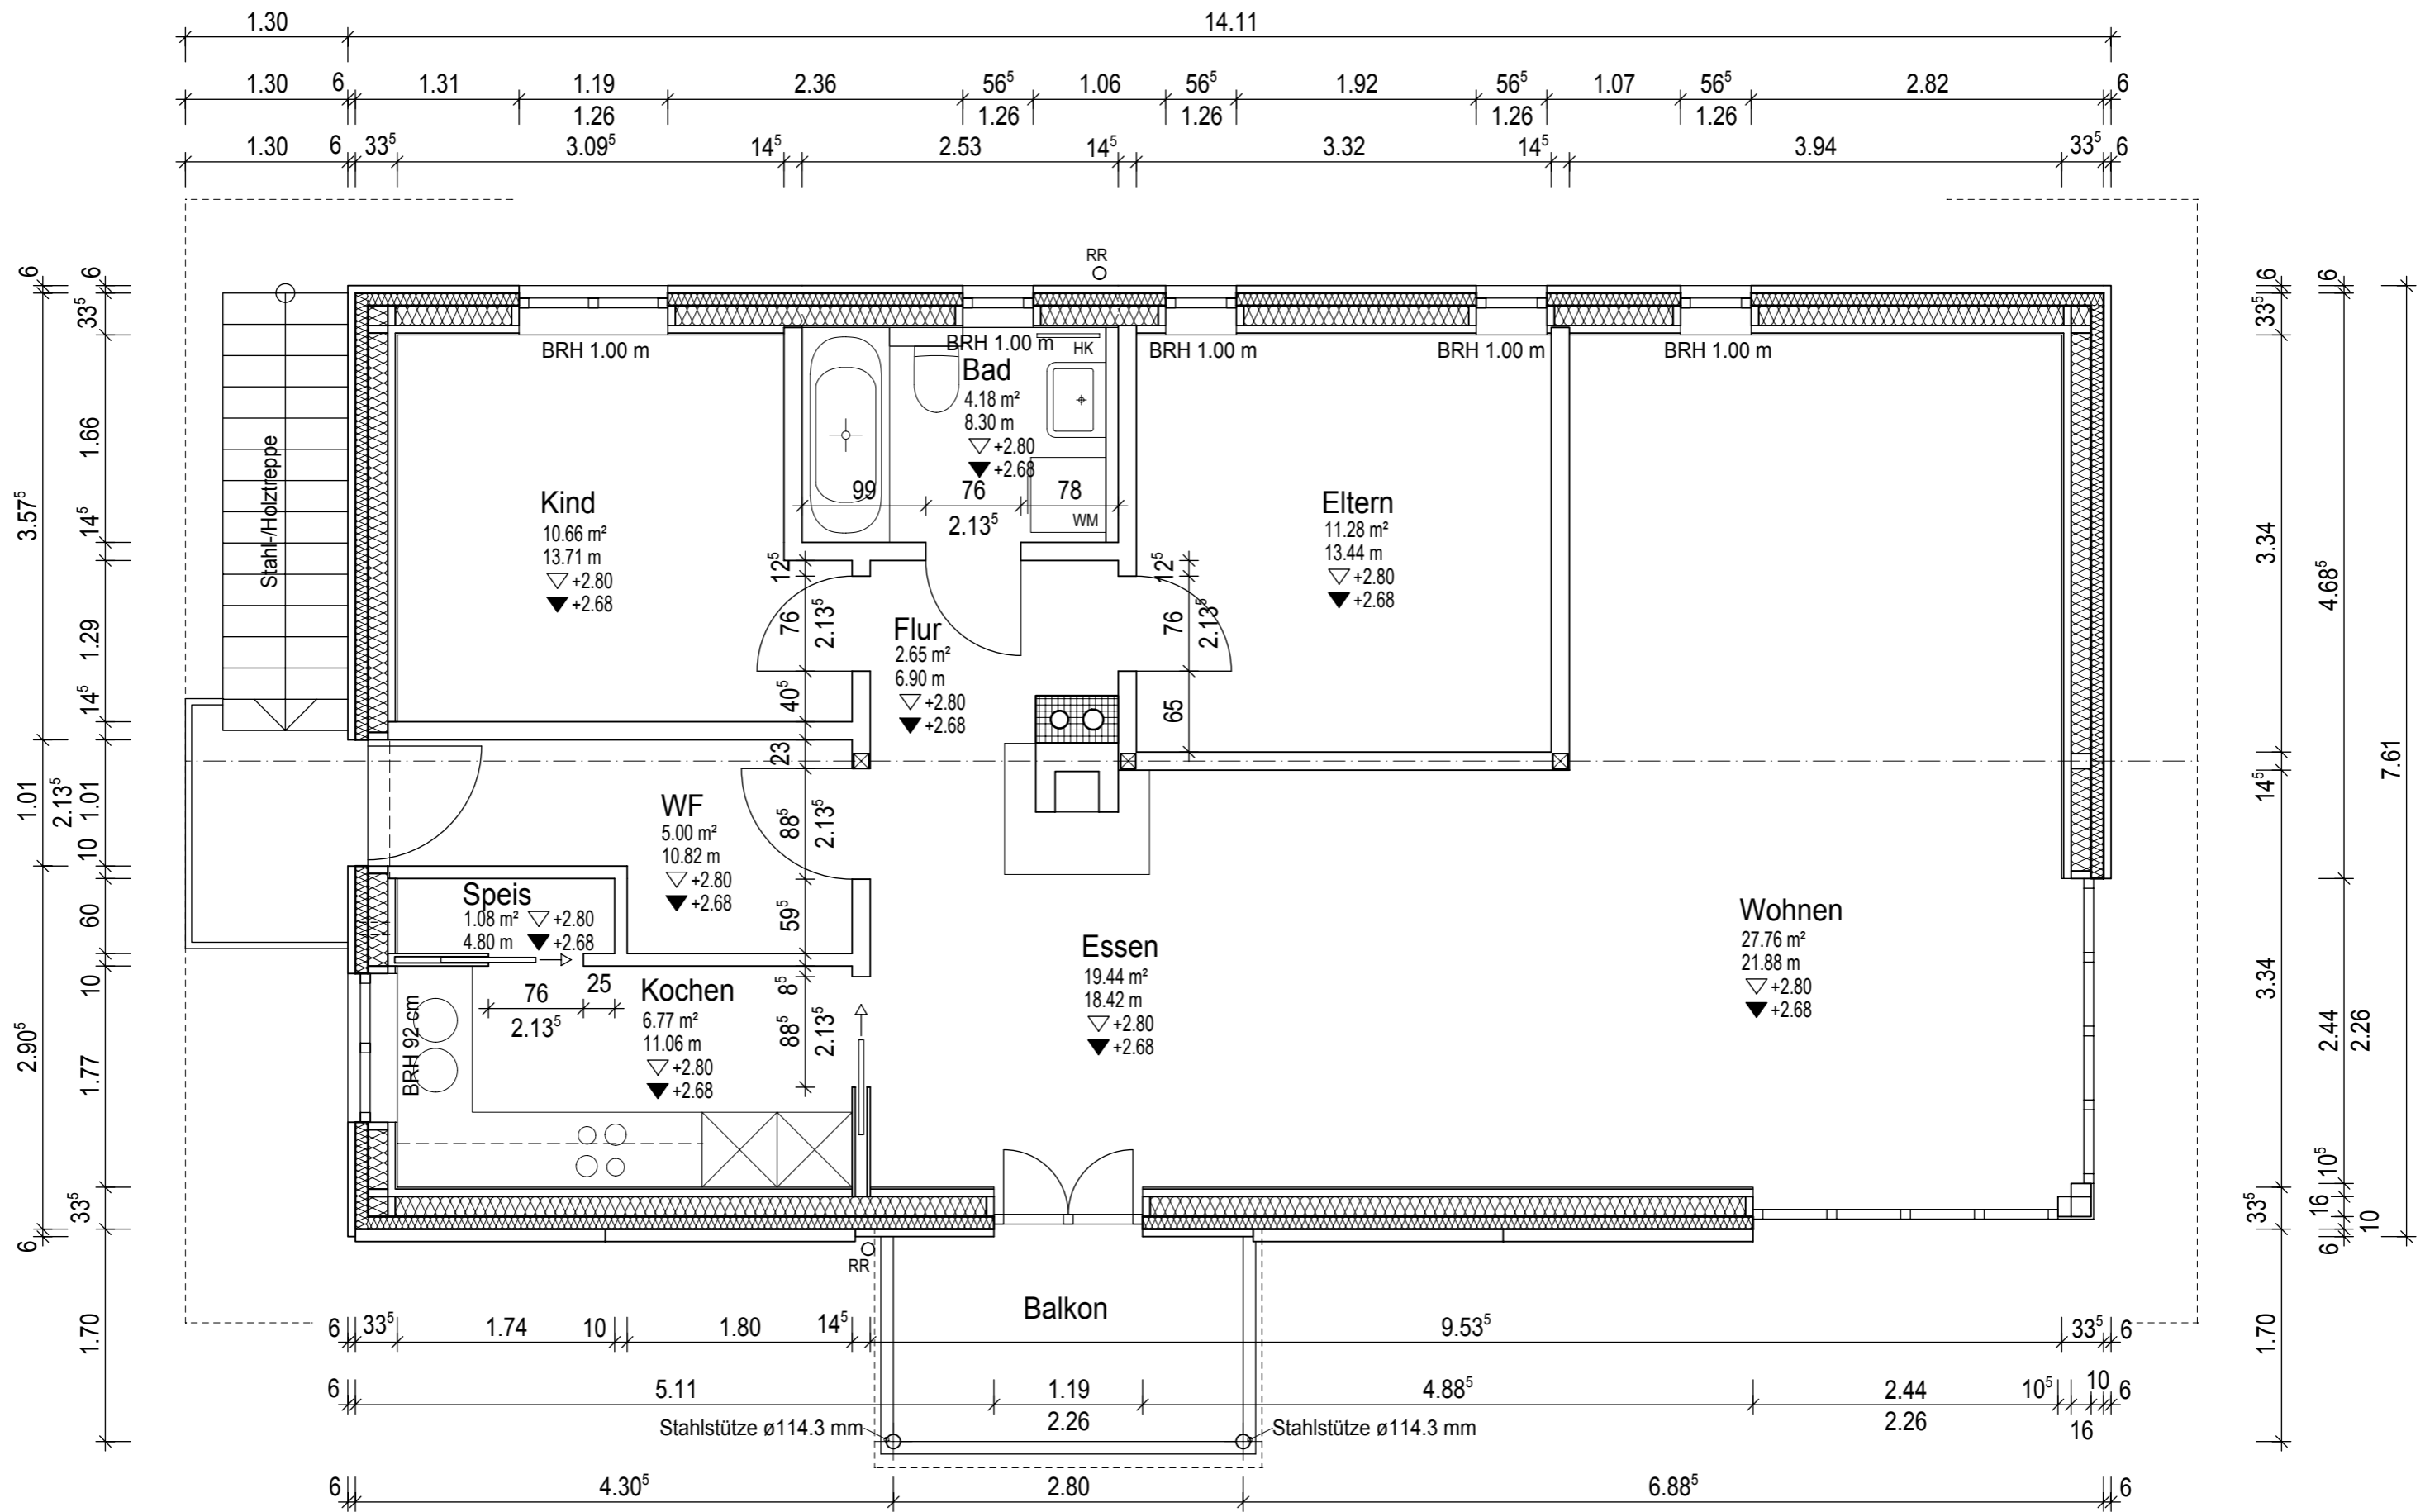 1.30 14.11
1.30 6 1.31 1.19 2.36 56⁵ 1.06 56⁵ 1.92 56⁵ 1.07 56⁵ 2.82 6
1.26 1.26 1.26 1.26 1.26
1.30 6 33⁵ 3.09⁵ 14⁵ 2.53 14⁵ 3.32 14⁵ 3.94 33⁵ 6
6 3.57⁵ 1.01 2.13⁵ 2.90⁵ 6
6 33⁵ 1.66 14⁵ 1.29 14⁵ 1.01 10 60 10 1.77 33⁵ 1.70
Stahl-/Holztreppe
RR
BRH 1.00 m
BRH 1.00 m
BRH 1.00 m
BRH 1.00 m
BRH 1.00 m
HK
Bad
4.18 m²
8.30 m
+2.80
+2.68
99 76 78
2.13⁵
WM
Kind
10.66 m²
13.71 m
+2.80
+2.68
Eltern
11.28 m²
13.44 m
+2.80
+2.68
12⁵ 76 2.13⁵ 40⁵ 23 88⁵ 2.13⁵ 59⁵ 8⁵ 88⁵ 2.13⁵
12⁵ 76 2.13⁵ 65
Flur
2.65 m²
6.90 m
+2.80
+2.68
WF
5.00 m²
10.82 m
+2.80
+2.68
Speis
1.08 m² +2.80
4.80 m +2.68
76 25
2.13⁵
BRH 92 cm
Kochen
6.77 m²
11.06 m
+2.80
+2.68
Essen
19.44 m²
18.42 m
+2.80
+2.68
Wohnen
27.76 m²
21.88 m
+2.80
+2.68
6 33⁵ 3.34 14⁵ 3.34 33⁵ 1.70
6 4.68⁵ 2.44 2.26 10⁵ 16 10 6
7.61
RR
Balkon
6 33⁵ 1.74 10 1.80 14⁵ 9.53⁵ 33⁵ 6
6 5.11 1.19 4.88⁵ 2.44 10⁵ 10 6
2.26 2.26 16
Stahlstütze ø114.3 mm Stahlstütze ø114.3 mm
6 4.30⁵ 2.80 6.88⁵ 6